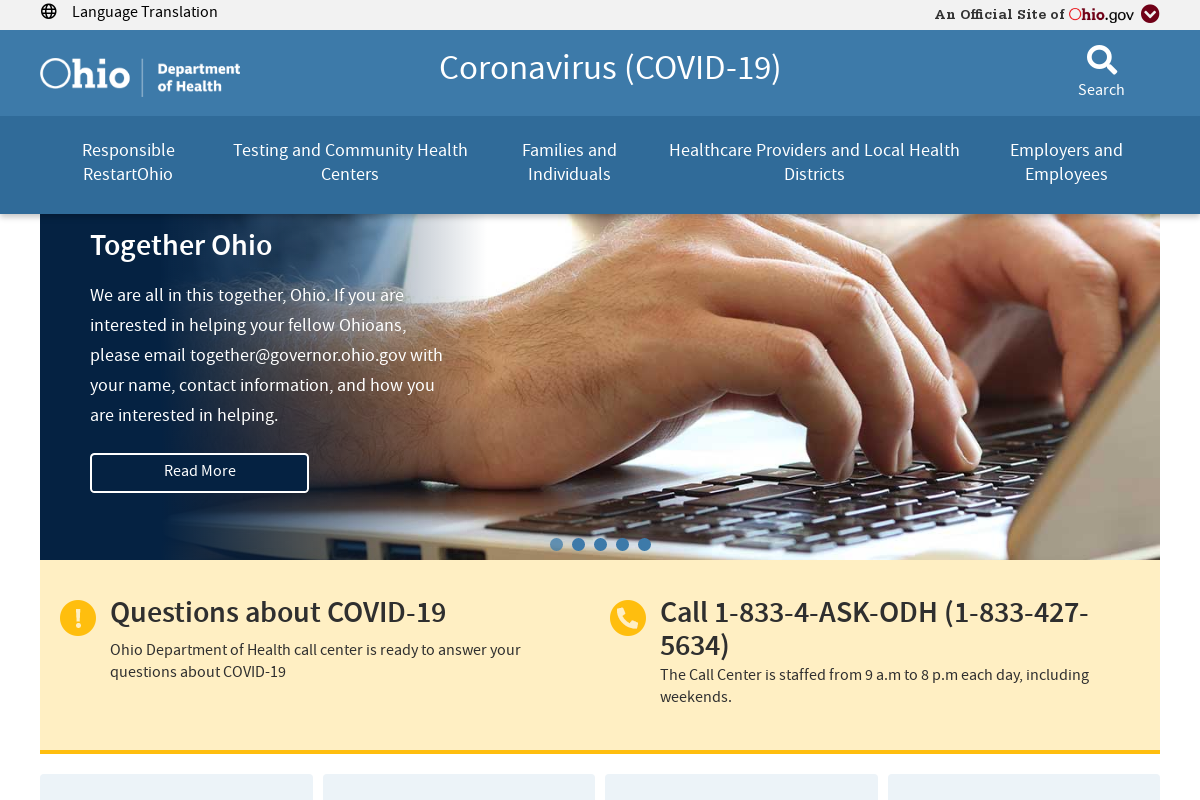 Language Translation
An Official Site of Ohio.gov
Ohio
Department
of Health
Coronavirus (COVID-19)
Search
Responsible
RestartOhio
Testing and Community Health
Centers
Families and
Individuals
Healthcare Providers and Local Health
Districts
Employers and
Employees
Together Ohio
We are all in this together, Ohio. If you are
interested in helping your fellow Ohioans,
please email together@governor.ohio.gov with
your name, contact information, and how you
are interested in helping.
Read More
Questions about COVID-19
Ohio Department of Health call center is ready to answer your
questions about COVID-19
Call 1-833-4-ASK-ODH (1-833-427-
5634)
The Call Center is staffed from 9 a.m to 8 p.m each day, including
weekends.